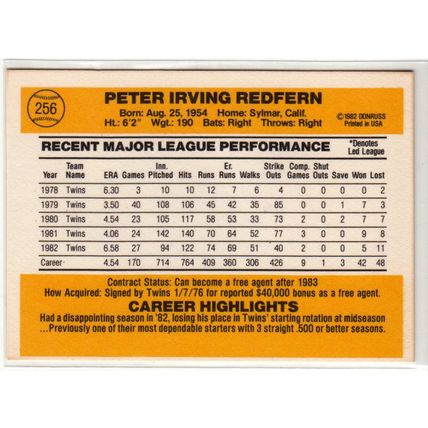 256
PETER IRVING REDFERN
Born: Aug. 25, 1954 Home: Sylmar, Calif.
Ht.: 6'2" Wgt.: 190 Bats: Right Throws: Right
©1982 DONRUSS
Printed in USA
RECENT MAJOR LEAGUE PERFORMANCE
*Denotes
Led League
Year Team Name ERA Games Inn. Pitched Hits Runs Er. Runs Walks Strike Outs Comp. Games Shut Outs Save Won Lost
1978 Twins 6.30 3 10 10 12 7 6 4 0 0 0 0 2
1979 Twins 3.50 40 108 106 45 42 35 85 0 0 1 7 3
1980 Twins 4.54 23 105 117 58 53 33 73 2 0 2 7 7
1981 Twins 4.06 24 142 140 74 64 52 77 3 0 0 9 8
1982 Twins 6.58 27 94 122 74 69 51 40 2 0 0 5 11
Career 4.54 170 714 764 409 360 306 426 9 1 3 42 48
Contract Status: Can become a free agent after 1983
How Acquired: Signed by Twins 1/7/76 for reported $40,000 bonus as a free agent.
CAREER HIGHLIGHTS
Had a disappointing season in '82, losing his place in Twins' starting rotation at midseason
...Previously one of their most dependable starters with 3 straight .500 or better seasons.